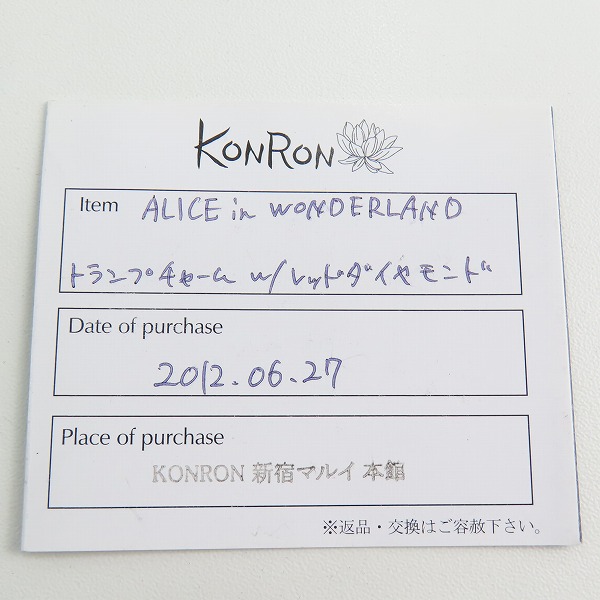 KONRON
Item ALICE in WONDERLAND
トランプチャーム w/レッドダイヤモンド
Date of purchase
2012.06.27
Place of purchase
KONRON 新宿マルイ 本館
※返品・交換はご容赦下さい。